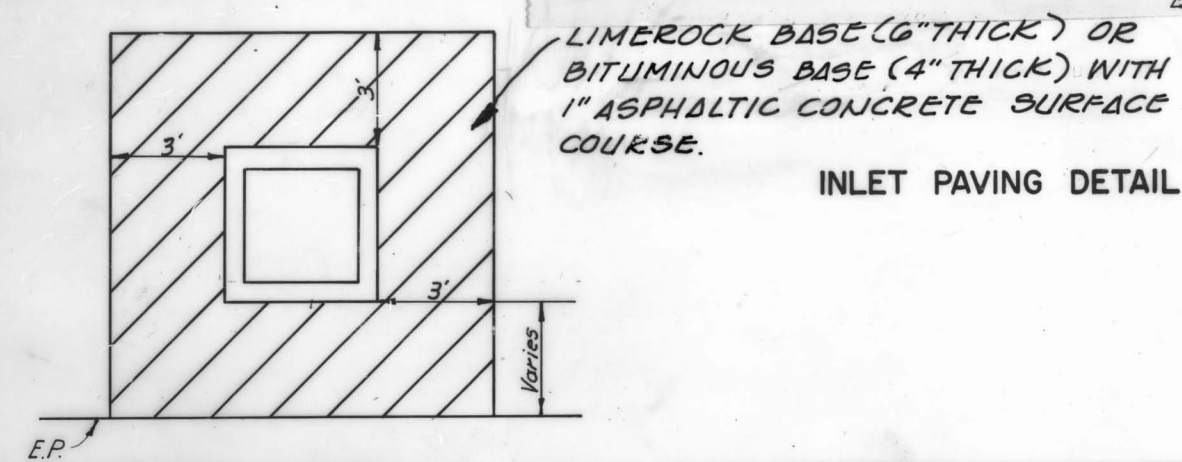 LIMEROCK BASE (6" THICK) OR
BITUMINOUS BASE (4" THICK) WITH
1" ASPHALTIC CONCRETE SURFACE
COURSE.
INLET PAVING DETAIL
3'
3'
3'
Varies
E.P.